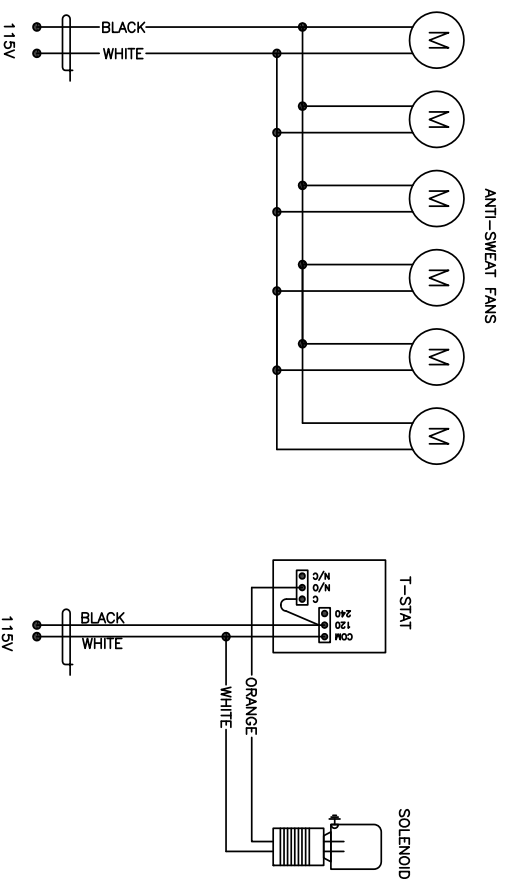 115V
BLACK
WHITE
M
M
M
M
M
M
ANTI-SWEAT FANS
115V
BLACK
WHITE
T-STAT
N/C
N/O
C
240
120
COM
ORANGE
WHITE
SOLENOID